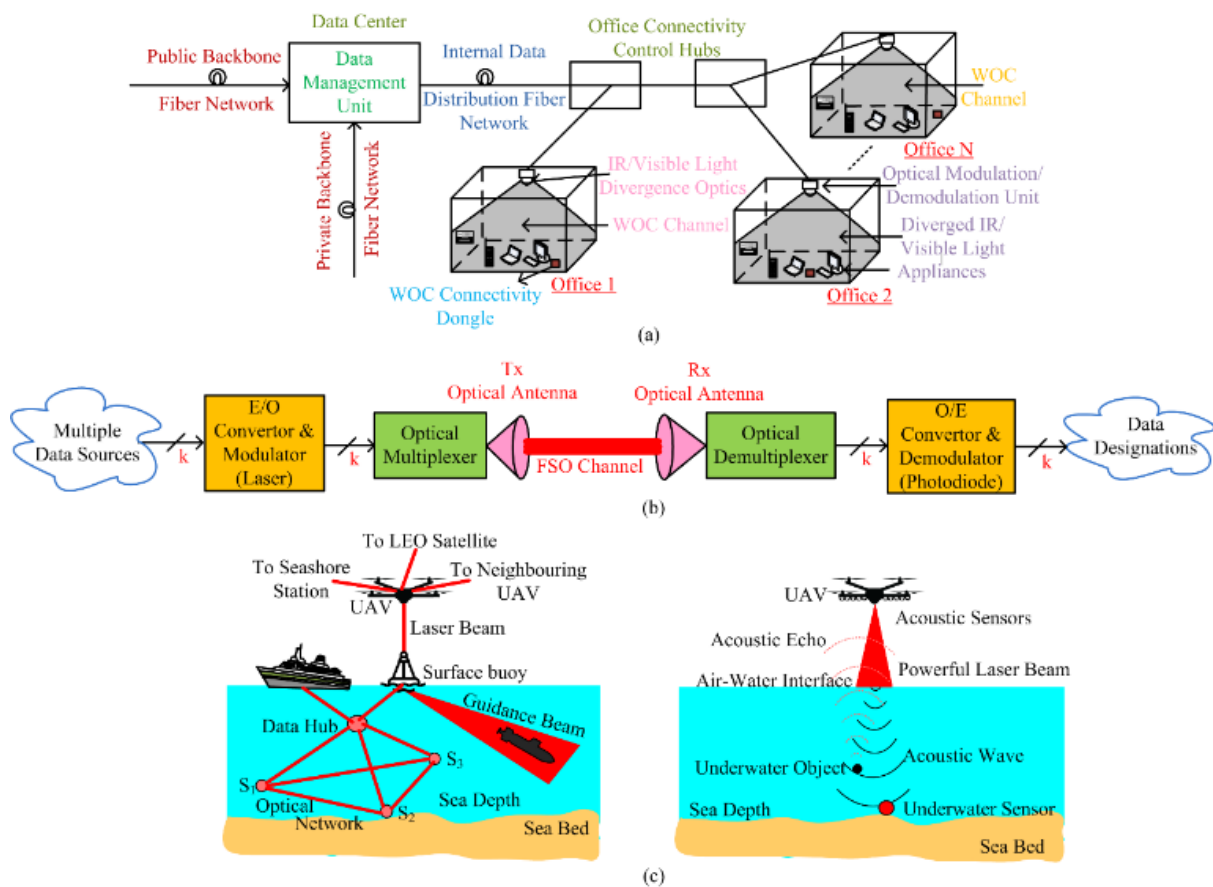 Data Center
Public Backbone
Fiber Network
Data
Management
Unit
Private Backbone
Fiber Network
Internal Data
Distribution Fiber
Network
Office Connectivity
Control Hubs
WOC
Channel
Office N
IR/Visible Light
Divergence Optics
WOC Channel
Office 1
WOC Connectivity
Dongle
Optical Modulation/
Demodulation Unit
Diverged IR/
Visible Light
Appliances
Office 2
(a)
Multiple
Data Sources
k
E/O
Convertor &
Modulator
(Laser)
k
Optical
Multiplexer
Tx
Optical Antenna
FSO Channel
Rx
Optical Antenna
Optical
Demultiplexer
k
O/E
Convertor &
Demodulator
(Photodiode)
k
Data
Designations
(b)
To LEO Satellite
To Seashore
Station
To Neighbouring
UAV
UAV
Laser Beam
Surface buoy
Guidance Beam
Data Hub
S3
S1
Optical
Network
S2
Sea Depth
Sea Bed
UAV
Acoustic Sensors
Acoustic Echo
Powerful Laser Beam
Air-Water Interface
Acoustic Wave
Underwater Object
Sea Depth
Underwater Sensor
Sea Bed
(c)